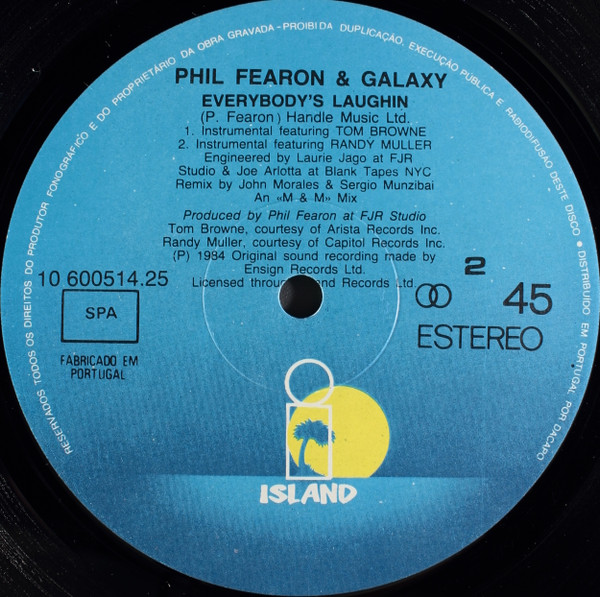 RESERVADOS TODOS OS DIREITOS DO PRODUTOR FONOGRÁFICO E DO PROPRIETÁRIO DA OBRA GRAVADA - PROIBIDA DUPLICAÇÃO, EXECUÇÃO PÚBLICA E RADIODIFUSÃO DESTE DISCO • DISTRIBUÍDO EM PORTUGAL POR DACAPO
PHIL FEARON & GALAXY
EVERYBODY'S LAUGHIN
(P. Fearon) Handle Music Ltd.
1. Instrumental featuring TOM BROWNE
2. Instrumental featuring RANDY MULLER
Engineered by Laurie Jago at FJR
Studio & Joe Arlotta at Blank Tapes NYC
Remix by John Morales & Sergio Munzibai
An «M & M» Mix
Produced by Phil Fearon at FJR Studio
Tom Browne, courtesy of Arista Records Inc.
Randy Muller, courtesy of Capitol Records Inc.
(P) 1984 Original sound recording made by
Ensign Records Ltd.
Licensed throu nd Records Ltd.
10 600514.25
SPA
FABRICADO EM
PORTUGAL
2
45
ESTEREO
ISLAND